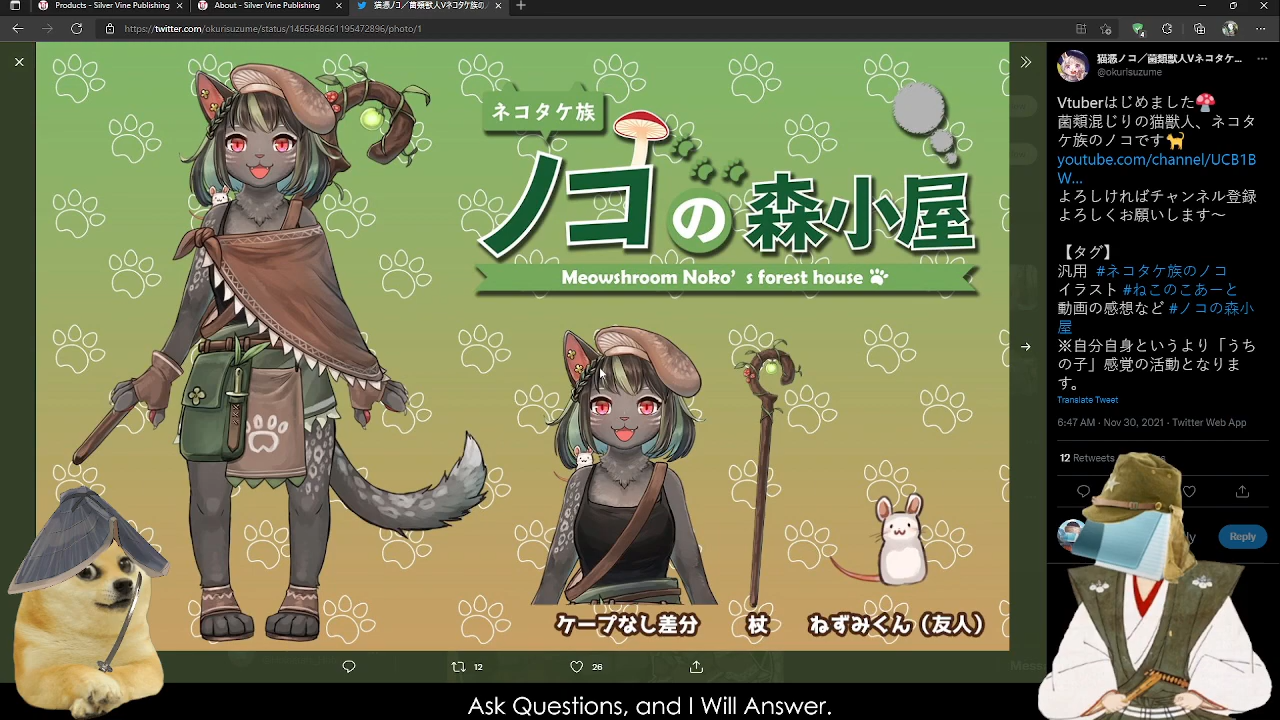 Products - Silver Vine Publishing
About - Silver Vine Publishing
猫憑ノコ／菌類獣人Vネコタケ族の
https://twitter.com/okurisuzume/status/1465648661195472896/photo/1
ネコタケ族
ノコの森小屋
Meowshroom Noko's forest house
ケープなし差分
杖
ねずみくん（友人）
12
26
猫憑ノコ／菌類獣人Vネコタケ...
@okurisuzume
Vtuberはじめました🍄
菌類混じりの猫獣人、ネコタ
ケ族のノコです🐈
youtube.com/channel/UCB1B
W...
よろしければチャンネル登録
よろしくお願いします～
【タグ】
汎用 #ネコタケ族のノコ
イラスト #ねこのこあーと
動画の感想など #ノコの森小
屋
※自分自身というより「うち
の子」感覚の活動となりま
す。
Translate Tweet
6:47 AM · Nov 30, 2021 · Twitter Web App
12 Retweets
Reply
Ask Questions, and I Will Answer.